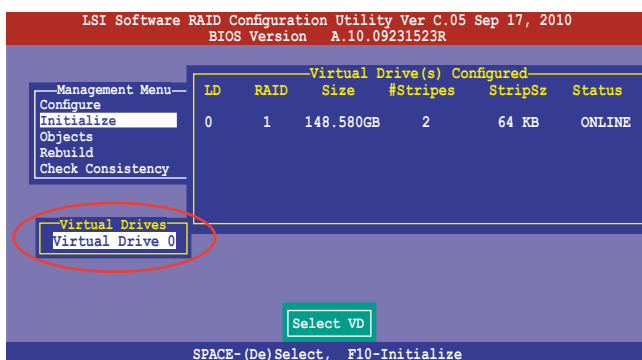 LSI Software RAID Configuration Utility Ver C.05 Sep 17, 2010
BIOS Version A.10.09231523R
Management Menu
Configure
Initialize
Objects
Rebuild
Check Consistency
Virtual Drive(s) Configured
LD RAID Size #Stripes StripSz Status
0 1 148.580GB 2 64 KB ONLINE
Virtual Drives
Virtual Drive 0
Select VD
SPACE-(De)Select, F10-Initialize